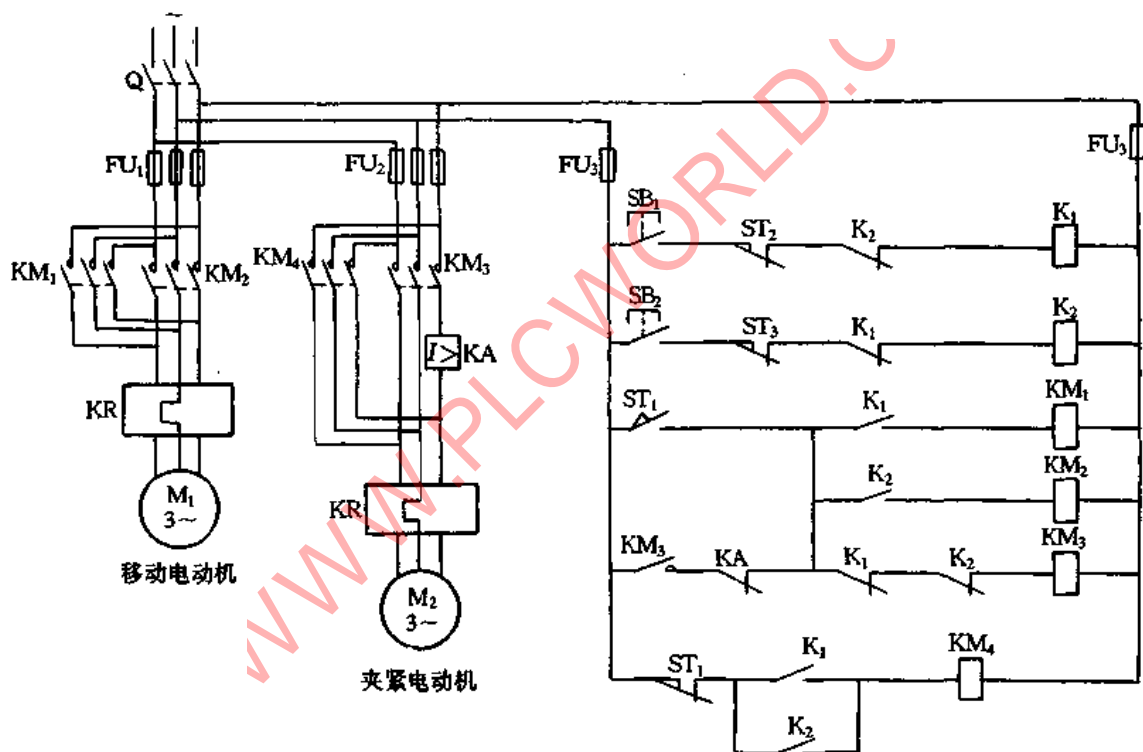 ~
Q
FU₁
FU₂
FU₃
FU₃
SB₁
ST₂
K₂
K₁
KM₁
KM₂
KM₄
KM₃
SB₂
ST₃
K₁
K₂
I> KA
ST₁
K₁
KM₁
KR
K₂
KM₂
M₁
3~
KR
KM₃
KA
K₁
K₂
KM₃
移动电动机
M₂
3~
夹紧电动机
ST₁
K₁
KM₄
K₂
WWW.PLCWORLD.C